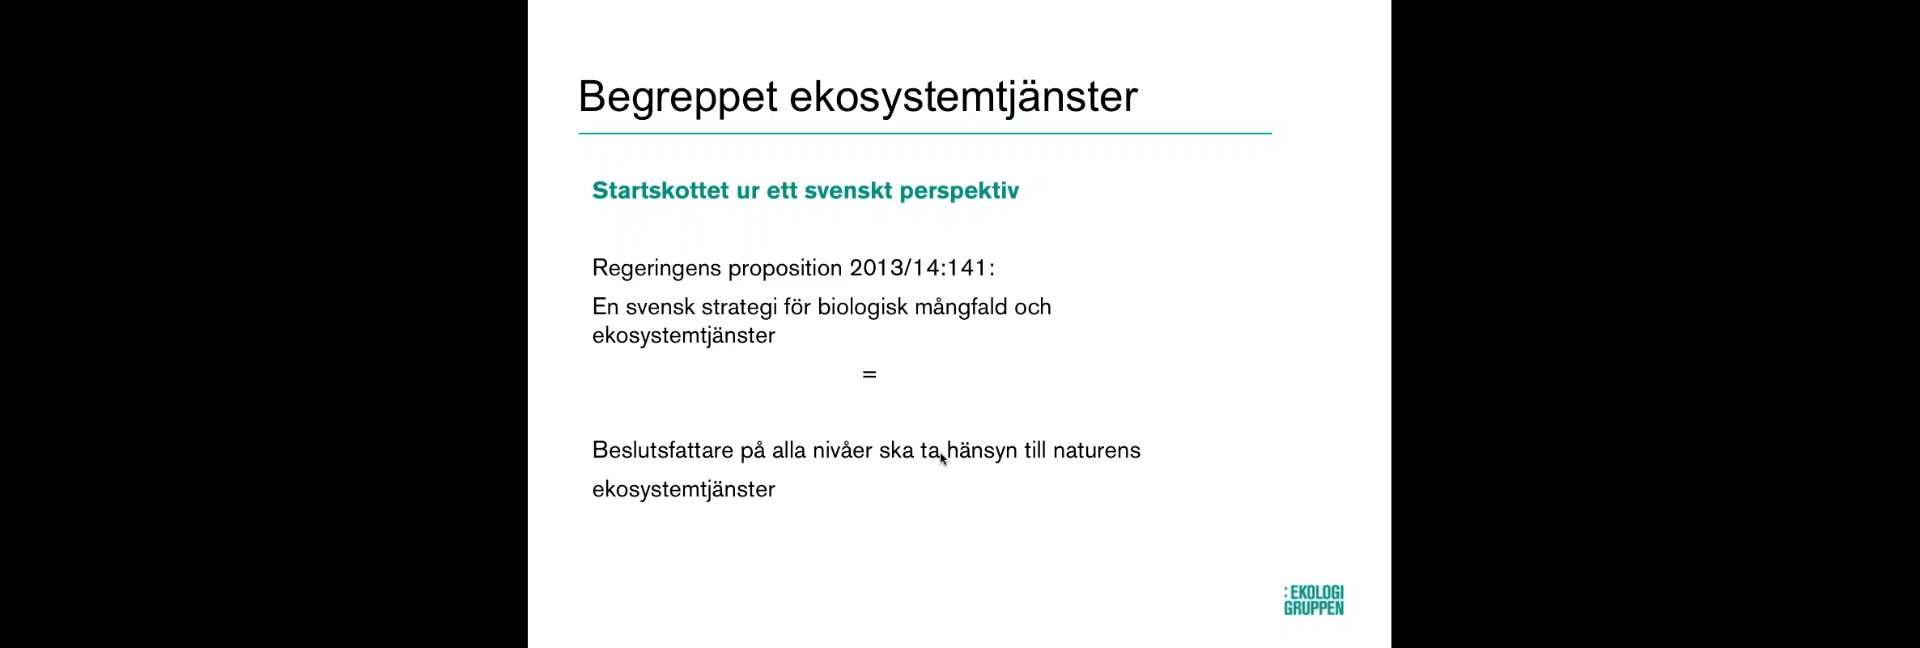 Begreppet ekosystemtjänster
Startskottet ur ett svenskt perspektiv
Regeringens proposition 2013/14:141:
En svensk strategi för biologisk mångfald och
ekosystemtjänster
=
Beslutsfattare på alla nivåer ska ta hänsyn till naturens
ekosystemtjänster
:EKOLOGI
GRUPPEN